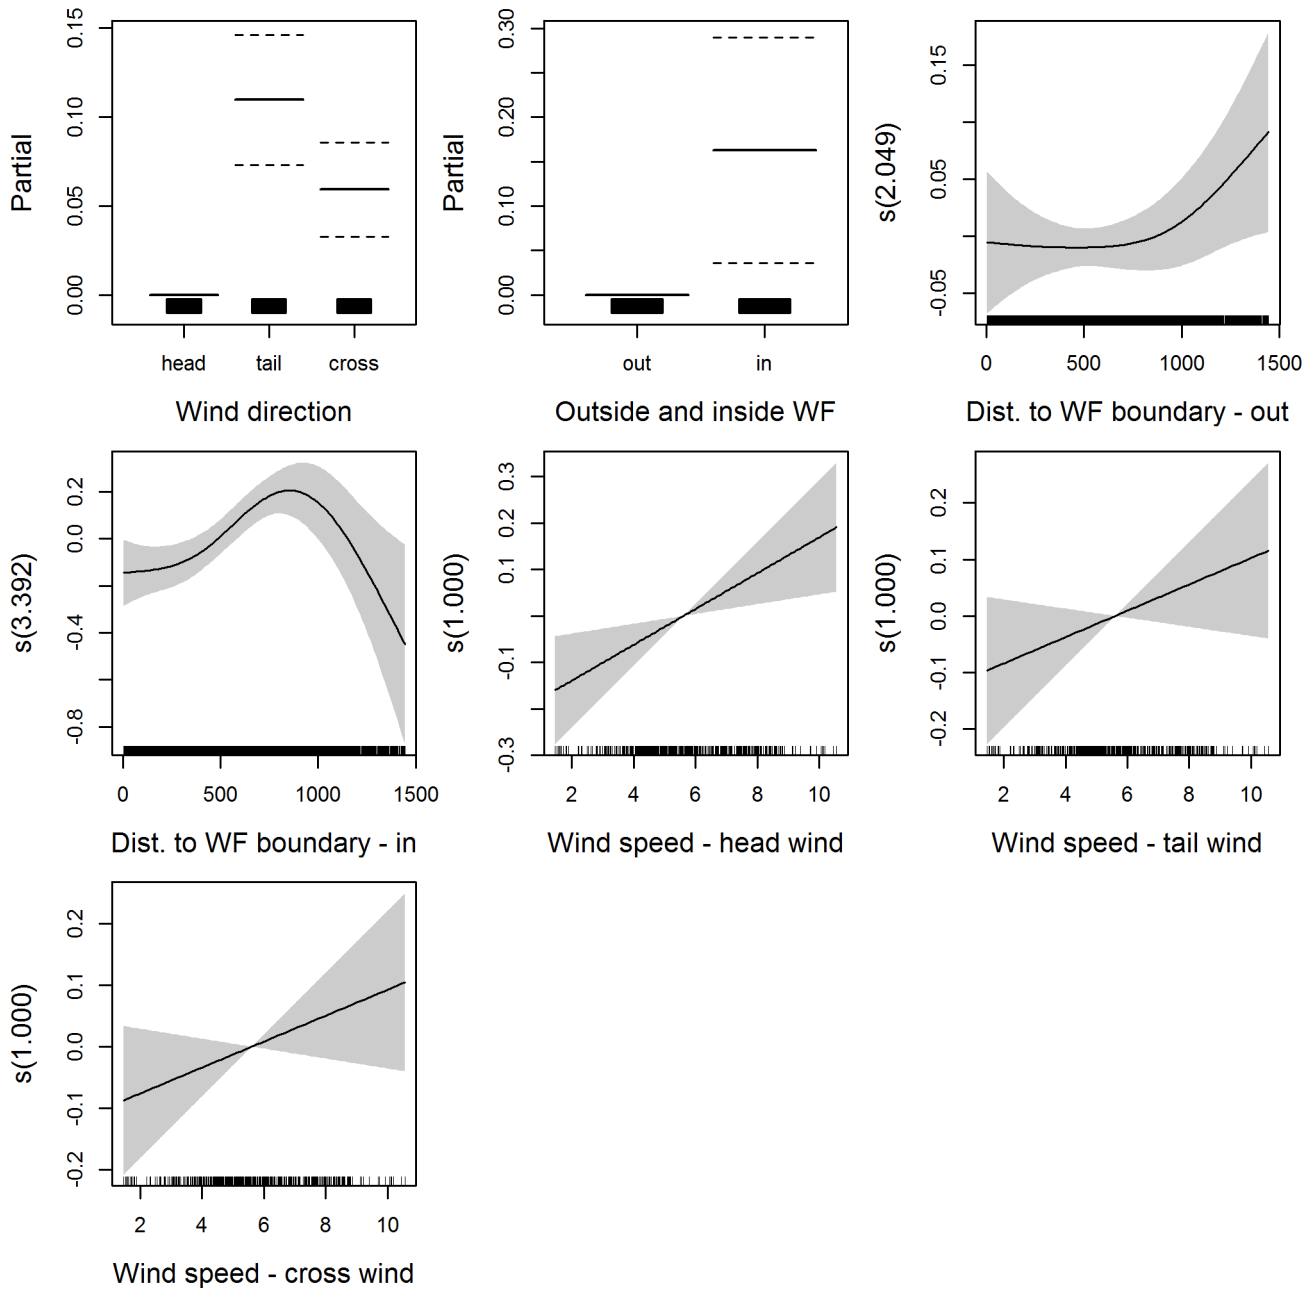 Partial
0.00
0.05
0.10
0.15
head
tail
cross
Wind direction
Partial
0.00
0.10
0.20
0.30
out
in
Outside and inside WF
s(2.049)
-0.05
0.05
0.15
0
500
1000
1500
Dist. to WF boundary - out
s(3.392)
-0.8
-0.4
0.0
0.2
0
500
1000
1500
Dist. to WF boundary - in
s(1.000)
-0.3
-0.1
0.1
0.2
0.3
2
4
6
8
10
Wind speed - head wind
s(1.000)
-0.2
-0.1
0.0
0.1
0.2
2
4
6
8
10
Wind speed - tail wind
s(1.000)
-0.2
-0.1
0.0
0.1
0.2
2
4
6
8
10
Wind speed - cross wind